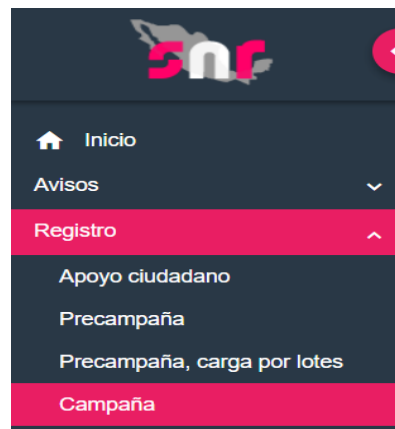 snr
Inicio
Avisos
Registro
Apoyo ciudadano
Precampaña
Precampaña, carga por lotes
Campaña